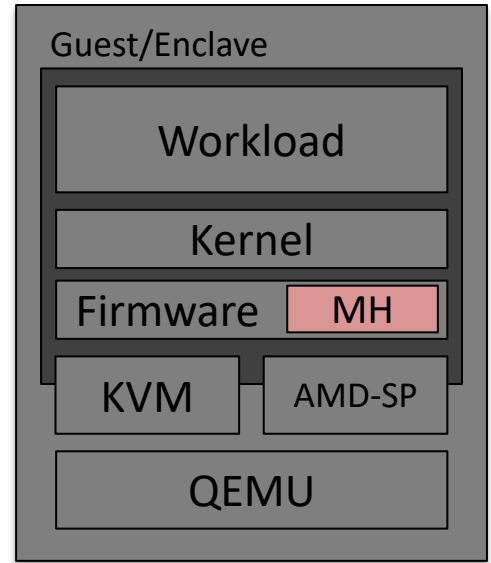 Guest/Enclave
Workload
Kernel
Firmware MH
KVM AMD-SP
QEMU